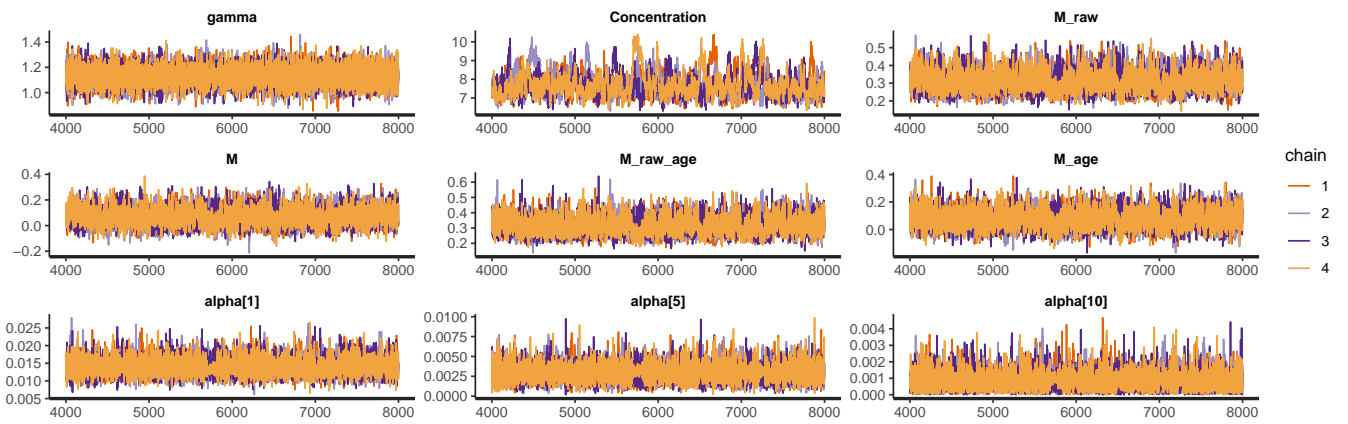 gamma
Concentration
M_raw
1.4
1.2
1.0
10
9
8
7
0.5
0.4
0.3
0.2
4000 5000 6000 7000 8000
4000 5000 6000 7000 8000
4000 5000 6000 7000 8000
M
M_raw_age
M_age
0.4
0.2
0.0
−0.2
0.6
0.5
0.4
0.3
0.2
0.4
0.2
0.0
4000 5000 6000 7000 8000
4000 5000 6000 7000 8000
4000 5000 6000 7000 8000
alpha[1]
alpha[5]
alpha[10]
0.025
0.020
0.015
0.010
0.005
0.0100
0.0075
0.0050
0.0025
0.0000
0.004
0.003
0.002
0.001
0.000
4000 5000 6000 7000 8000
4000 5000 6000 7000 8000
4000 5000 6000 7000 8000
chain
1
2
3
4